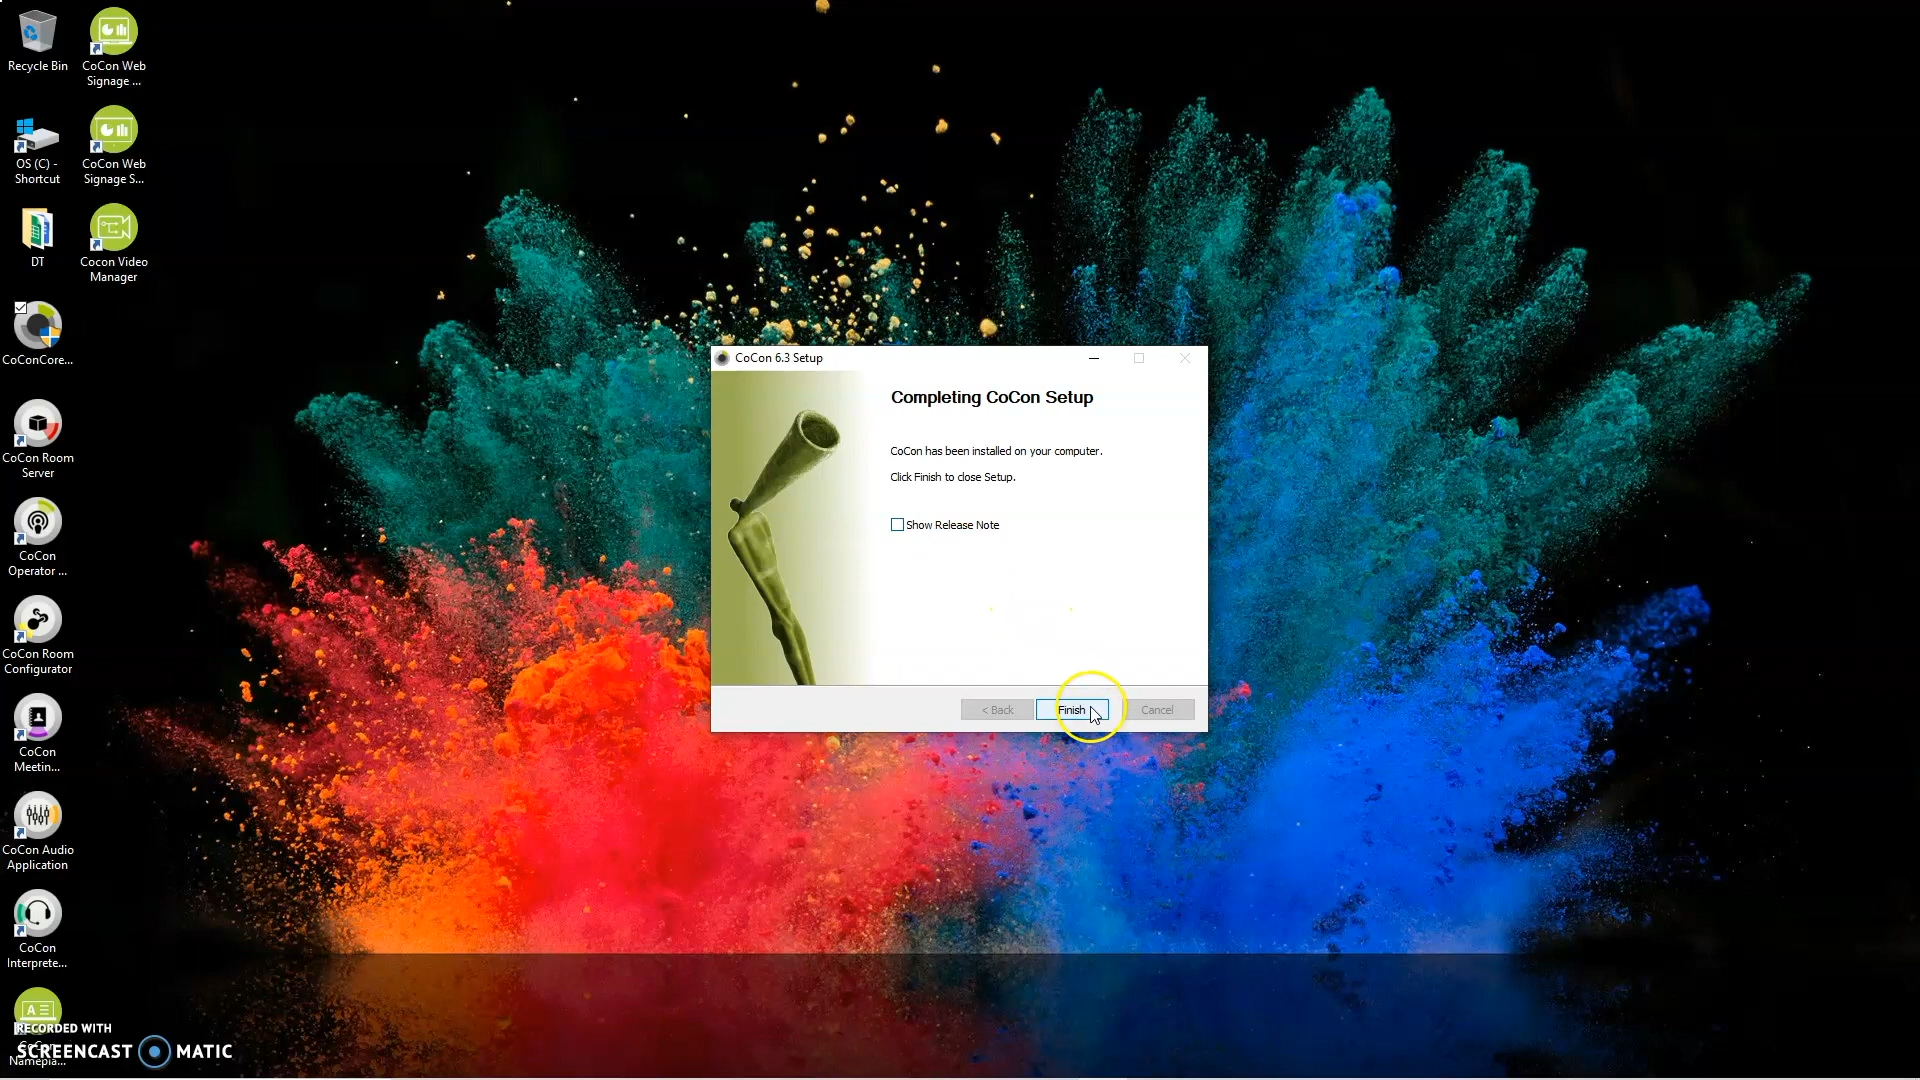 Recycle Bin
CoCon Web
Signage ...
OS (C) -
Shortcut
CoCon Web
Signage S...
DT
Cocon Video
Manager
CoConCore...
CoCon Room
Server
CoCon
Operator ...
CoCon Room
Configurator
CoCon
Meetin...
CoCon Audio
Application
CoCon
Interprete...
CoCon
Namepla...
CoCon 6.3 Setup
Completing CoCon Setup
CoCon has been installed on your computer.
Click Finish to close Setup.
Show Release Note
< Back
Finish
Cancel
RECORDED WITH
SCREENCAST MATIC